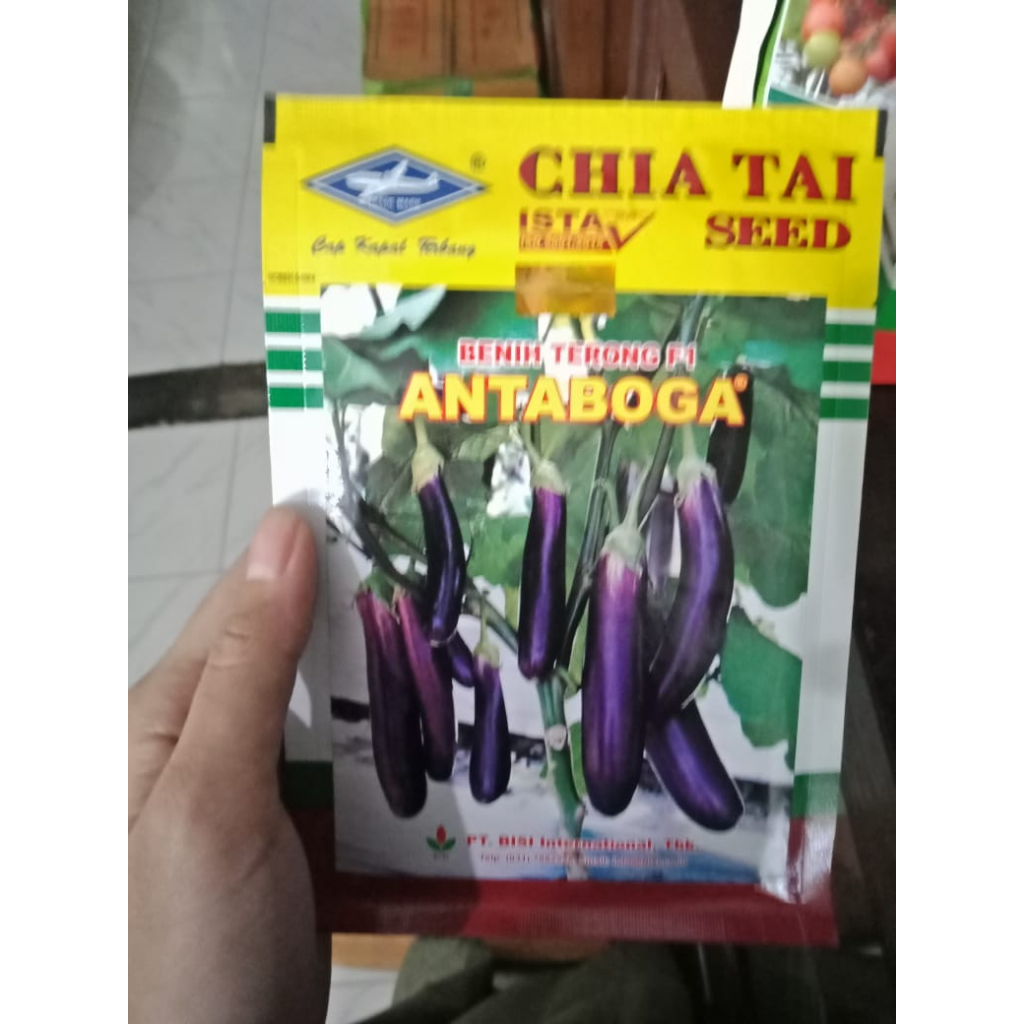 CHIA TAI
SEED
ISTA
®
Cap Kapal Terbang
BENIH TERONG F1
ANTABOGA®
PT. BISI International, Tbk.